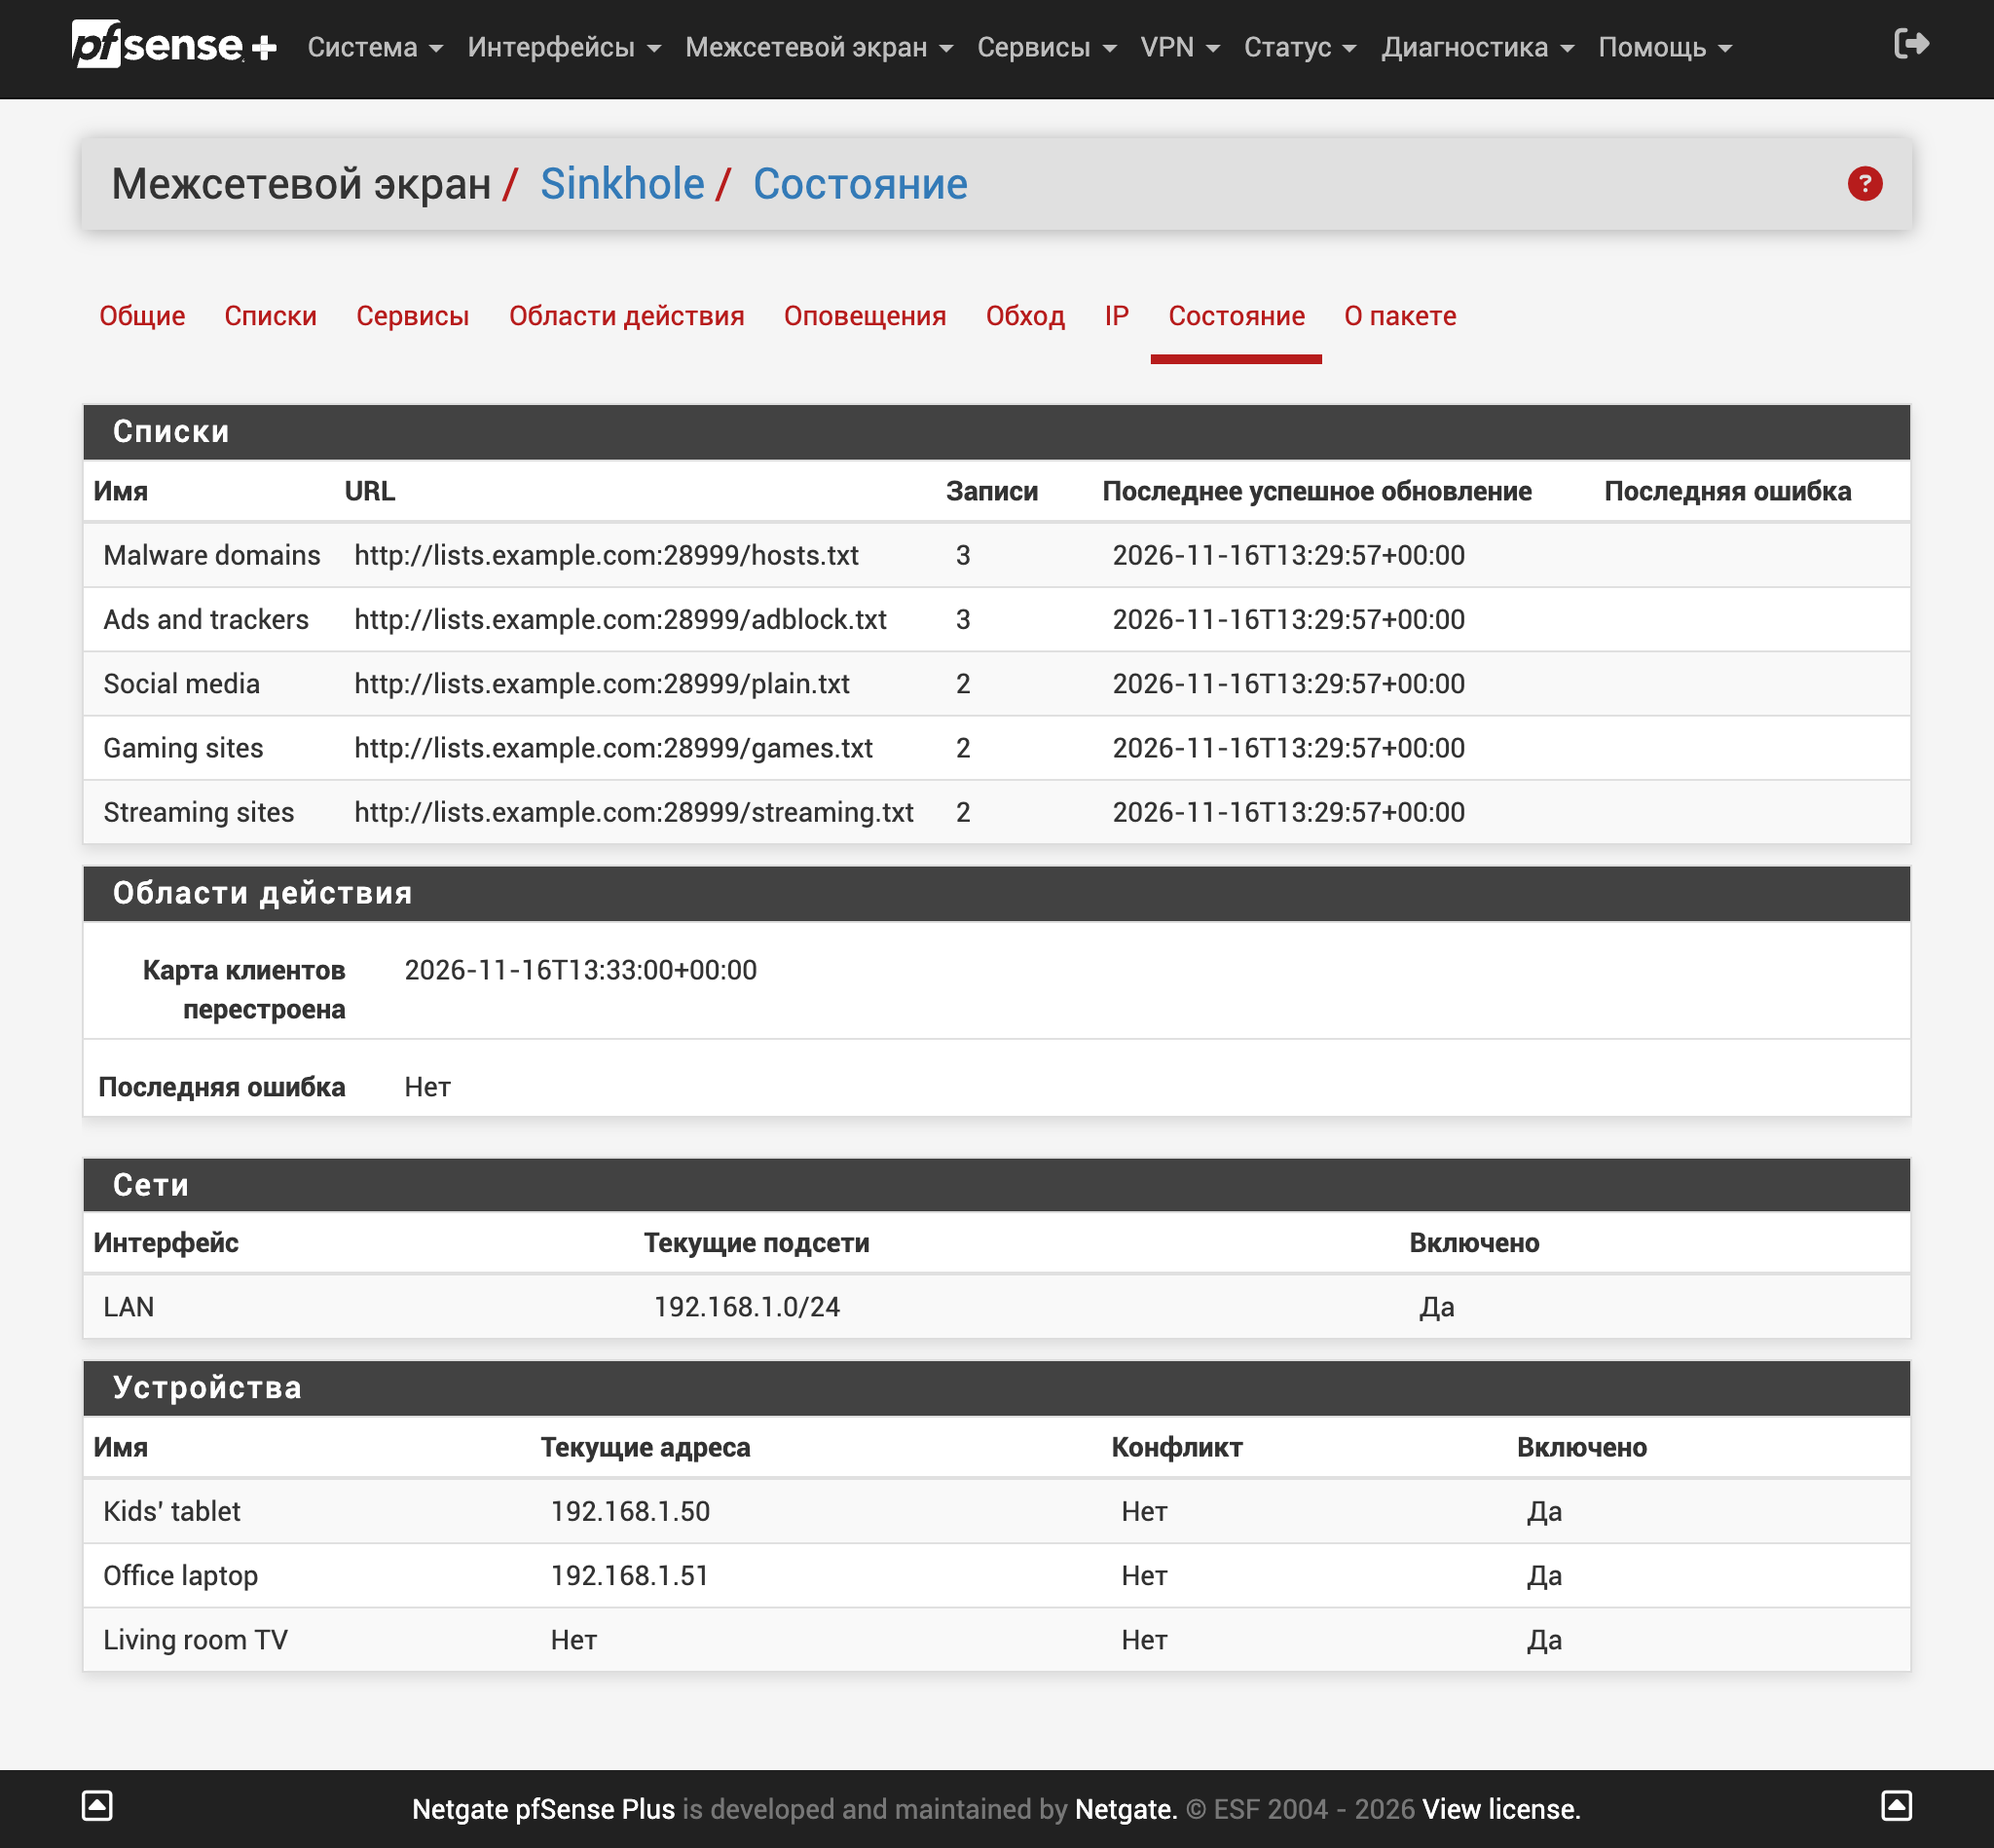 pfsense+ Система Интерфейсы Межсетевой экран Сервисы VPN Статус Диагностика Помощь
Межсетевой экран / Sinkhole / Состояние ?
Общие Списки Сервисы Области действия Оповещения Обход IP Состояние О пакете
Списки
Имя URL Записи Последнее успешное обновление Последняя ошибка
Malware domains http://lists.example.com:28999/hosts.txt 3 2026-11-16T13:29:57+00:00
Ads and trackers http://lists.example.com:28999/adblock.txt 3 2026-11-16T13:29:57+00:00
Social media http://lists.example.com:28999/plain.txt 2 2026-11-16T13:29:57+00:00
Gaming sites http://lists.example.com:28999/games.txt 2 2026-11-16T13:29:57+00:00
Streaming sites http://lists.example.com:28999/streaming.txt 2 2026-11-16T13:29:57+00:00
Области действия
Карта клиентов 2026-11-16T13:33:00+00:00
перестроена
Последняя ошибка Нет
Сети
Интерфейс Текущие подсети Включено
LAN 192.168.1.0/24 Да
Устройства
Имя Текущие адреса Конфликт Включено
Kids' tablet 192.168.1.50 Нет Да
Office laptop 192.168.1.51 Нет Да
Living room TV Нет Нет Да
Netgate pfSense Plus is developed and maintained by Netgate. © ESF 2004 - 2026 View license.